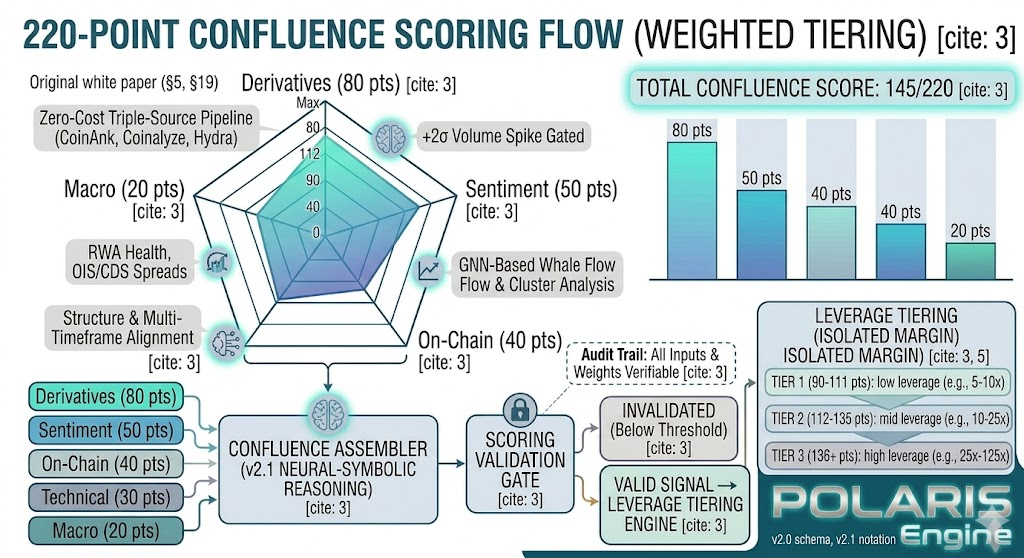 220-POINT CONFLUENCE SCORING FLOW (WEIGHTED TIERING) [cite: 3]
Original white paper (§5, §19)
Derivatives (80 pts) [cite: 3]
Zero-Cost Triple-Source Pipeline
(CoinAnk, Coinalyze, Hydra)
+2σ Volume Spike Gated
Max
80
112
90
40
0
Macro (20 pts)
[cite: 3]
Sentiment (50 pts)
[cite: 3]
RWA Health,
OIS/CDS Spreads
GNN-Based Whale Flow
Flow & Cluster Analysis
Structure & Multi-
Timeframe Alignment
[cite: 3]
On-Chain (40 pts)
[cite: 3]
TOTAL CONFLUENCE SCORE: 145/220 [cite: 3]
80 pts
50 pts
40 pts
40 pts
20 pts
Derivatives (80 pts)
Sentiment (50 pts)
On-Chain (40 pts)
Technical (30 pts)
Macro (20 pts)
CONFLUENCE ASSEMBLER
(v2.1 NEURAL-SYMBOLIC
REASONING)
[cite: 3]
SCORING
VALIDATION
GATE
[cite: 3]
Audit Trail: All Inputs &
Weights Verifiable [cite: 3]
INVALIDATED
(Below Threshold)
[cite: 3]
VALID SIGNAL →
LEVERAGE TIERING
ENGINE [cite: 3]
LEVERAGE TIERING
(ISOLATED MARGIN)
ISOLATED MARGIN) [cite: 3, 5]
TIER 1 (90-111 pts): low leverage (e.g., 5-10x)
TIER 2 (112-135 pts): mid leverage (e.g., 10-25x)
TIER 3 (136+ pts): high leverage (e.g., 25x-125x)
POLARIS
Engine
v2.0 schema, v2.1 notation